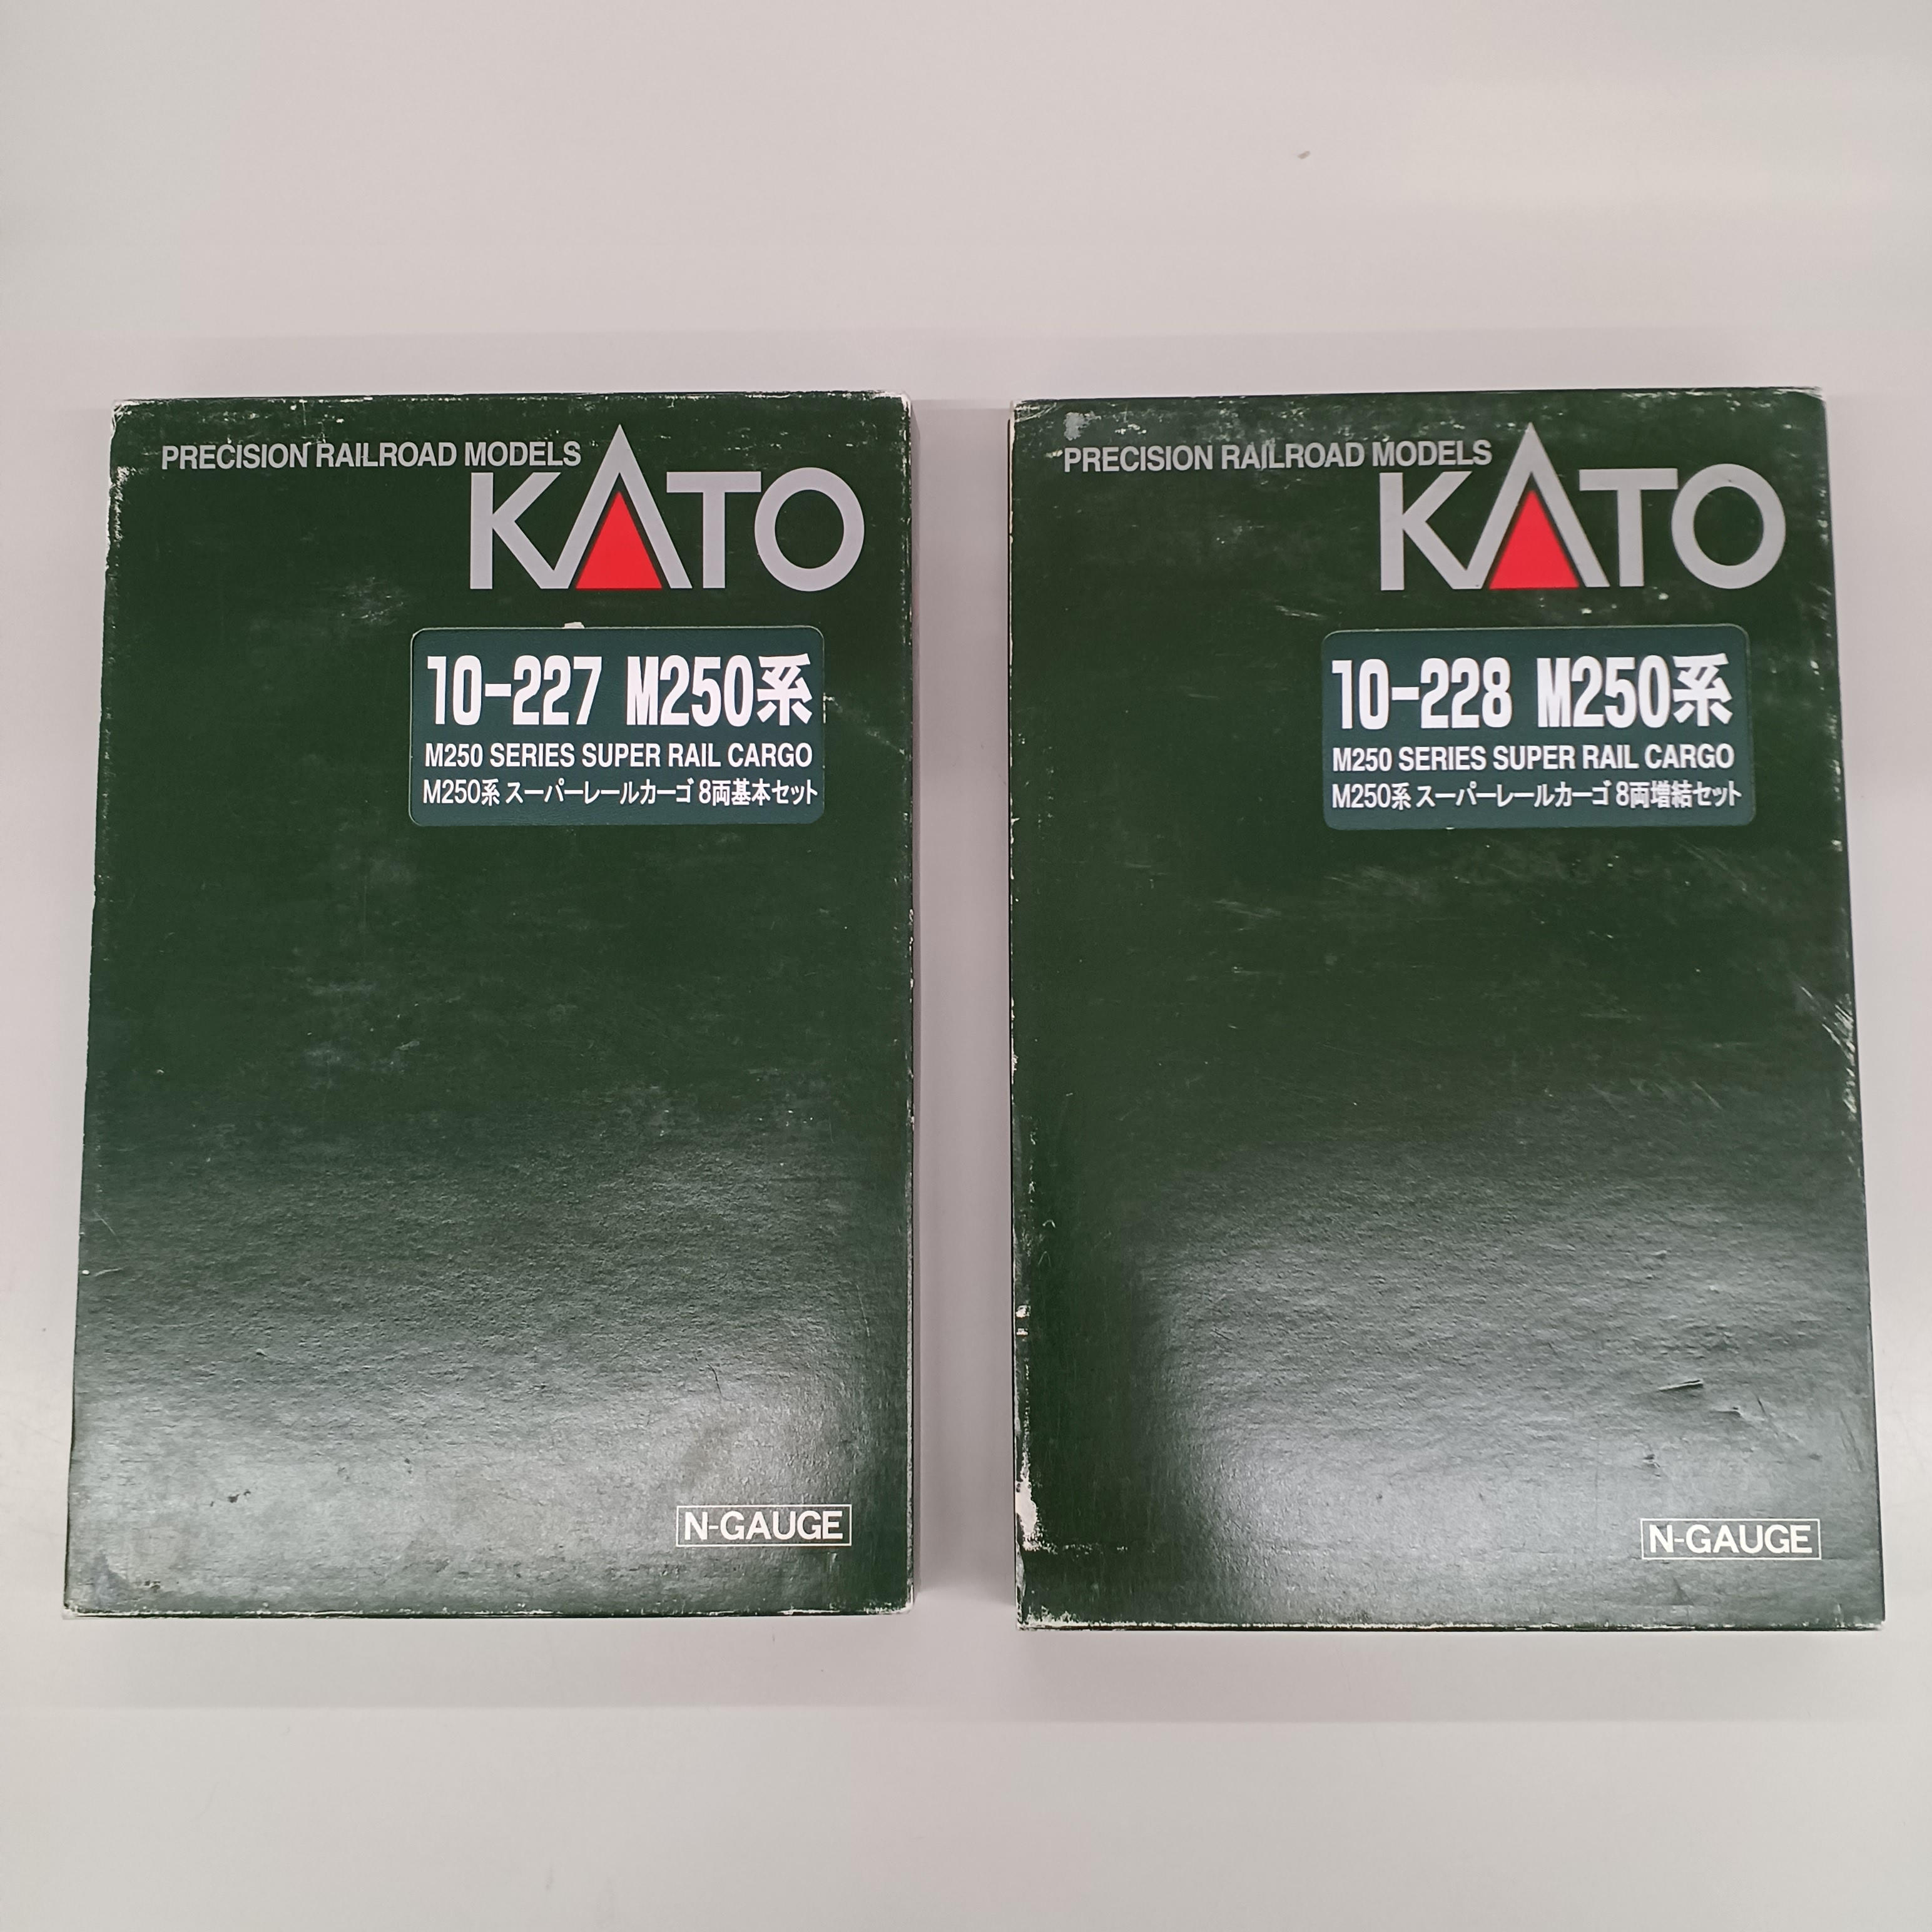 PRECISION RAILROAD MODELS
KATO
10-227 M250系
M250 SERIES SUPER RAIL CARGO
M250系 スーパーレールカーゴ 8両基本セット
N-GAUGE
PRECISION RAILROAD MODELS
KATO
10-228 M250系
M250 SERIES SUPER RAIL CARGO
M250系 スーパーレールカーゴ 8両増結セット
N-GAUGE